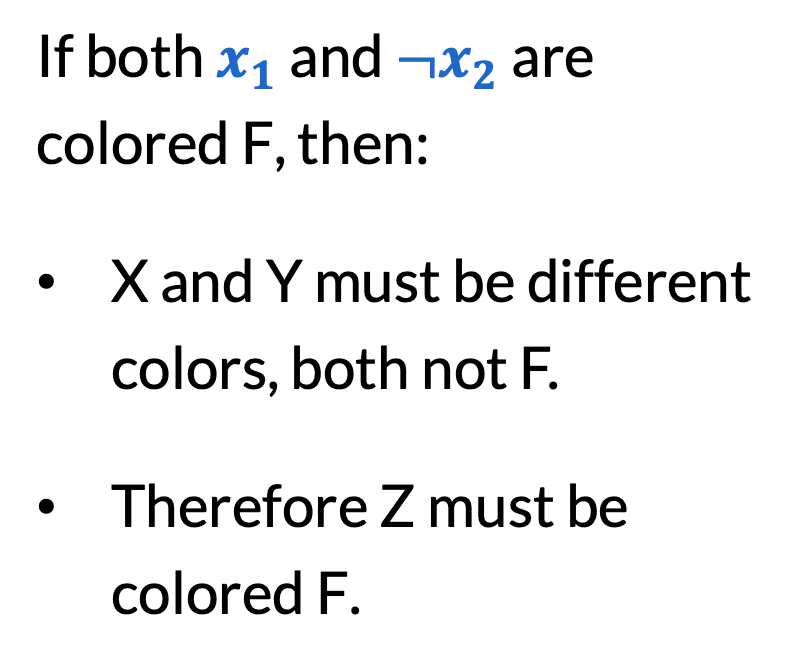 If both x₁ and ¬x₂ are
colored F, then:
• X and Y must be different
colors, both not F.
• Therefore Z must be
colored F.